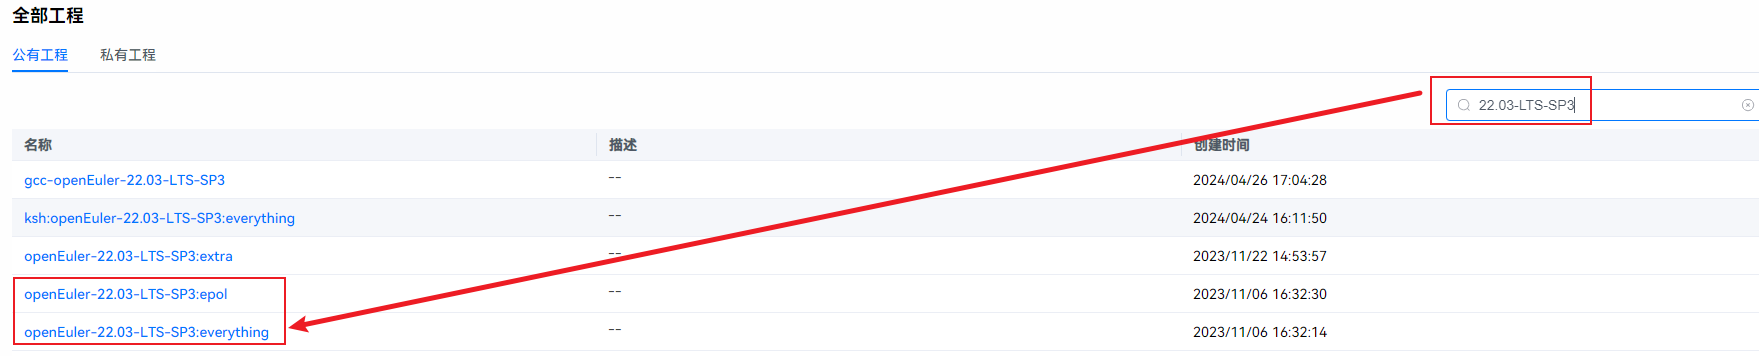 全部工程
公有工程 私有工程
22.03-LTS-SP3
名称 描述 创建时间
gcc-openEuler-22.03-LTS-SP3 -- 2024/04/26 17:04:28
ksh:openEuler-22.03-LTS-SP3:everything -- 2024/04/24 16:11:50
openEuler-22.03-LTS-SP3:extra -- 2023/11/22 14:53:57
openEuler-22.03-LTS-SP3:epol -- 2023/11/06 16:32:30
openEuler-22.03-LTS-SP3:everything -- 2023/11/06 16:32:14